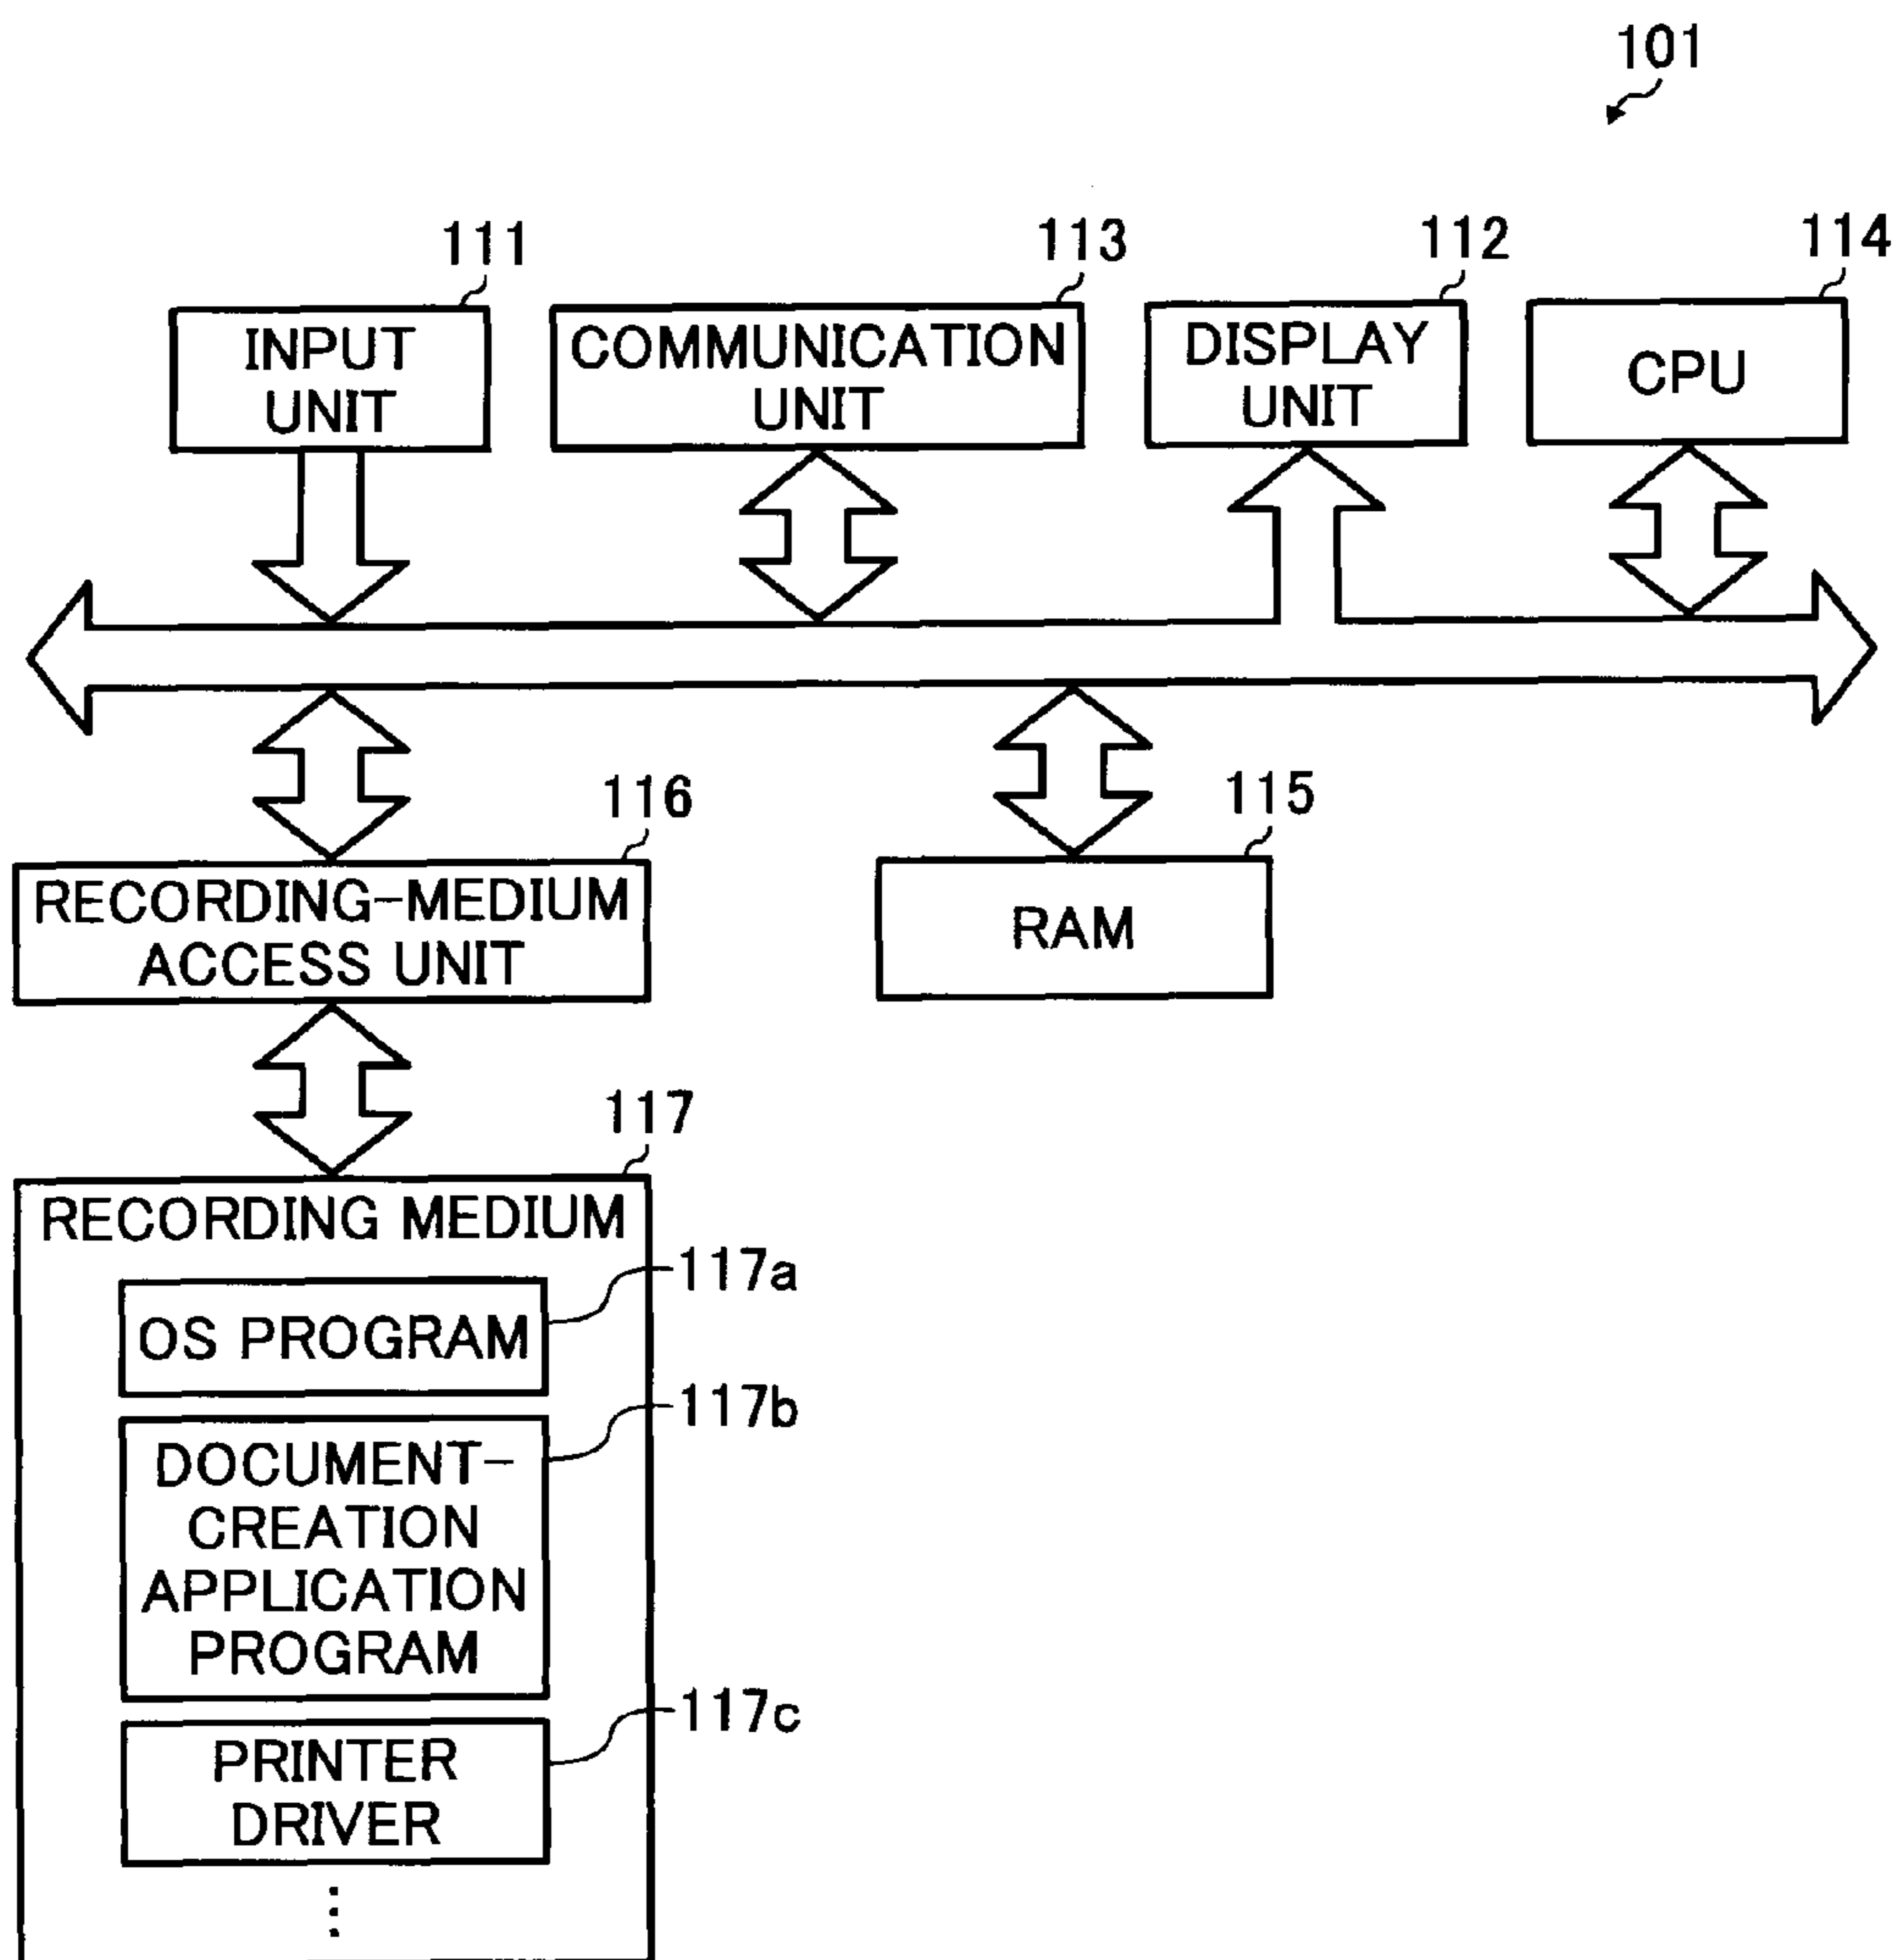 101
111
113
112
114
INPUT
UNIT
COMMUNICATION
UNIT
DISPLAY
UNIT
CPU
116
115
RECORDING-MEDIUM
ACCESS UNIT
RAM
117
RECORDING MEDIUM
117a
OS PROGRAM
117b
DOCUMENT-
CREATION
APPLICATION
PROGRAM
117c
PRINTER
DRIVER